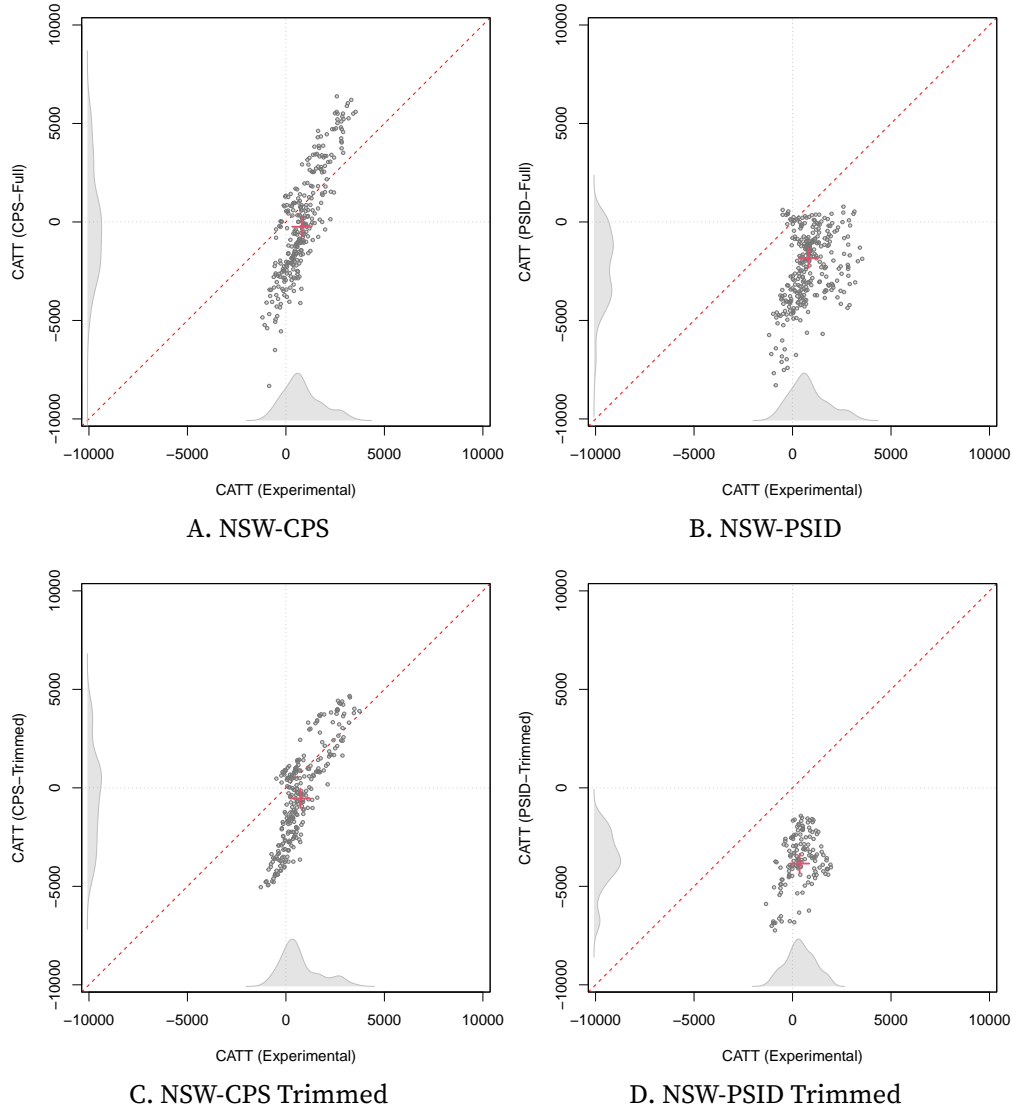 10000
5000
0
−5000
−10000
CATT (CPS−Full)
−10000 −5000 0 5000 10000
CATT (Experimental)
A. NSW-CPS
10000
5000
0
−5000
−10000
CATT (PSID−Full)
−10000 −5000 0 5000 10000
CATT (Experimental)
B. NSW-PSID
10000
5000
0
−5000
−10000
CATT (CPS−Trimmed)
−10000 −5000 0 5000 10000
CATT (Experimental)
C. NSW-CPS Trimmed
10000
5000
0
−5000
−10000
CATT (PSID−Trimmed)
−10000 −5000 0 5000 10000
CATT (Experimental)
D. NSW-PSID Trimmed